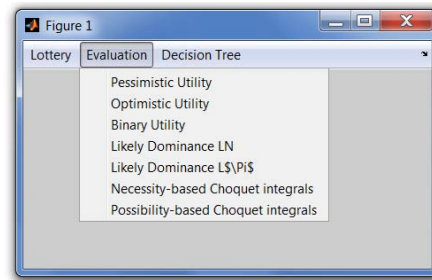 Figure 1
Lottery Evaluation Decision Tree
Pessimistic Utility
Optimistic Utility
Binary Utility
Likely Dominance LN
Likely Dominance L$\Pi$
Necessity-based Choquet integrals
Possibility-based Choquet integrals